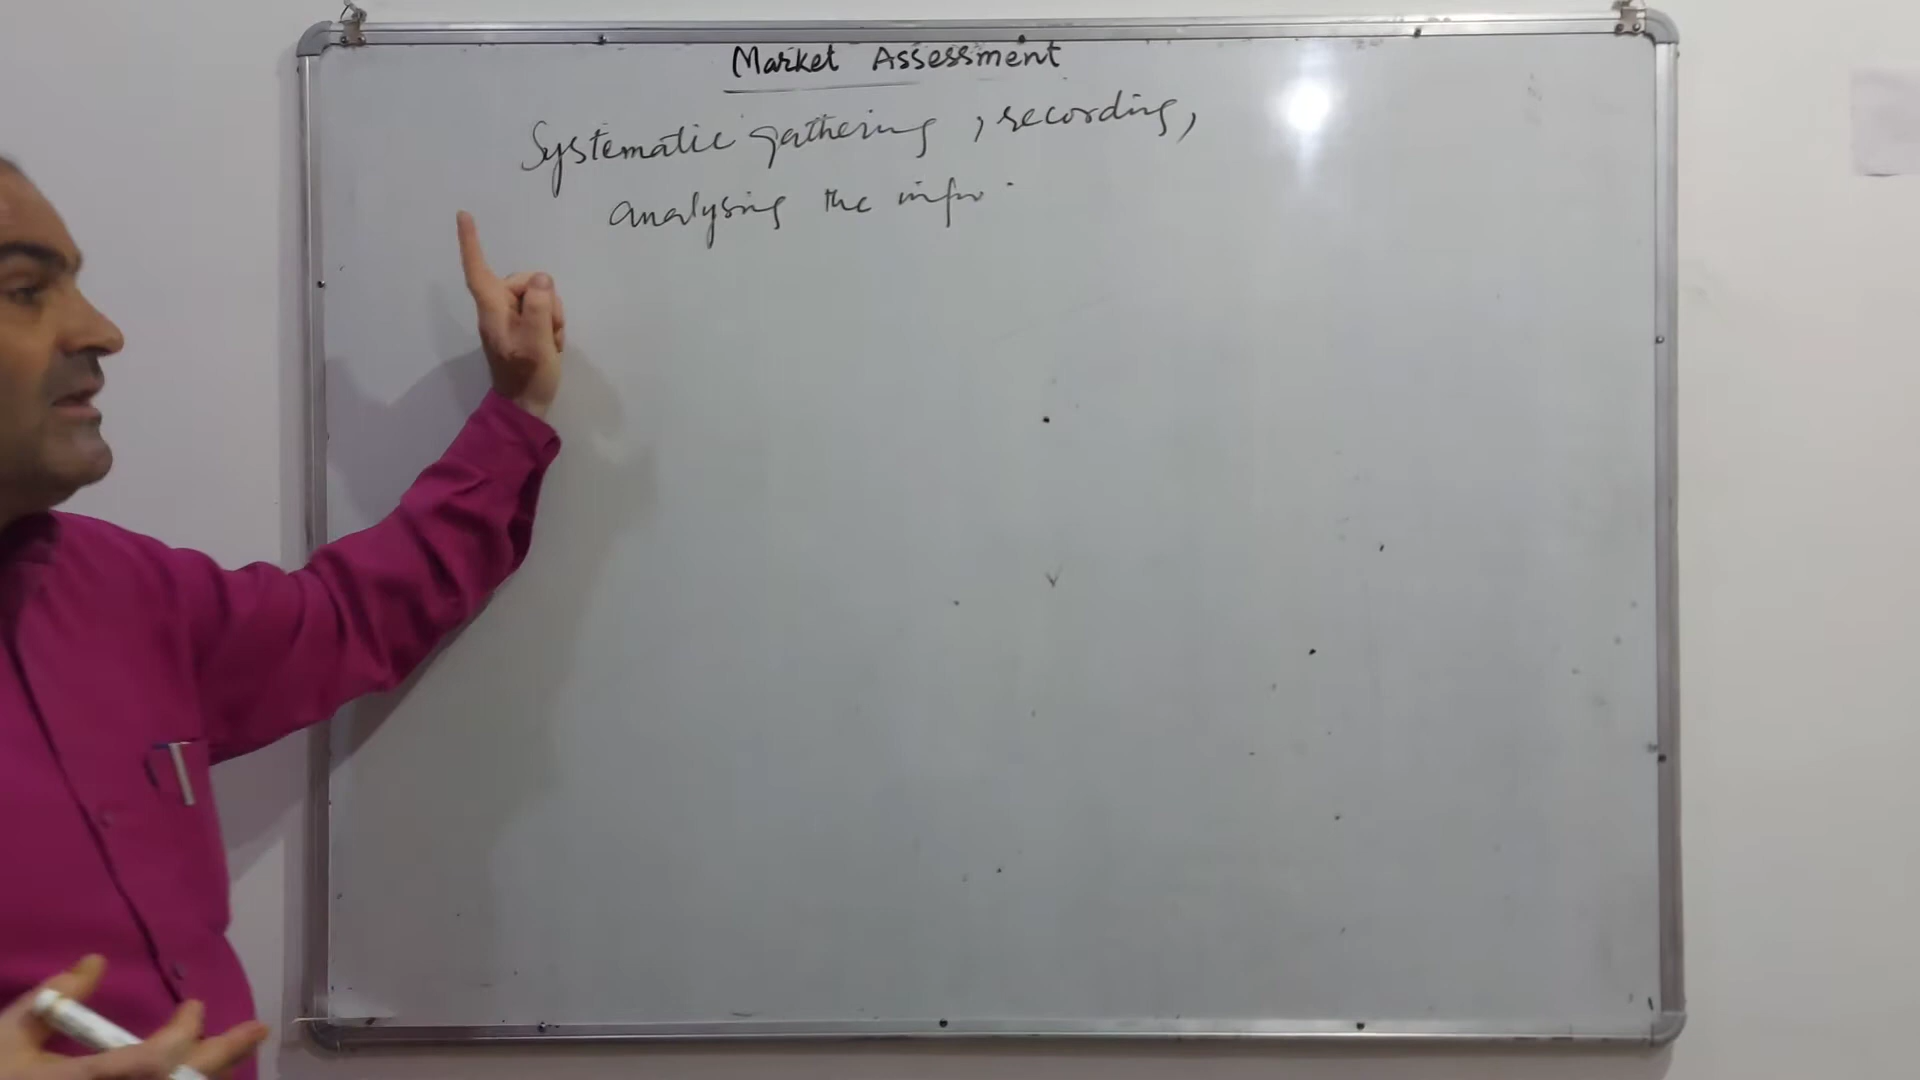 Market Assessment
Systematic gathering, recording,
analysing the info.